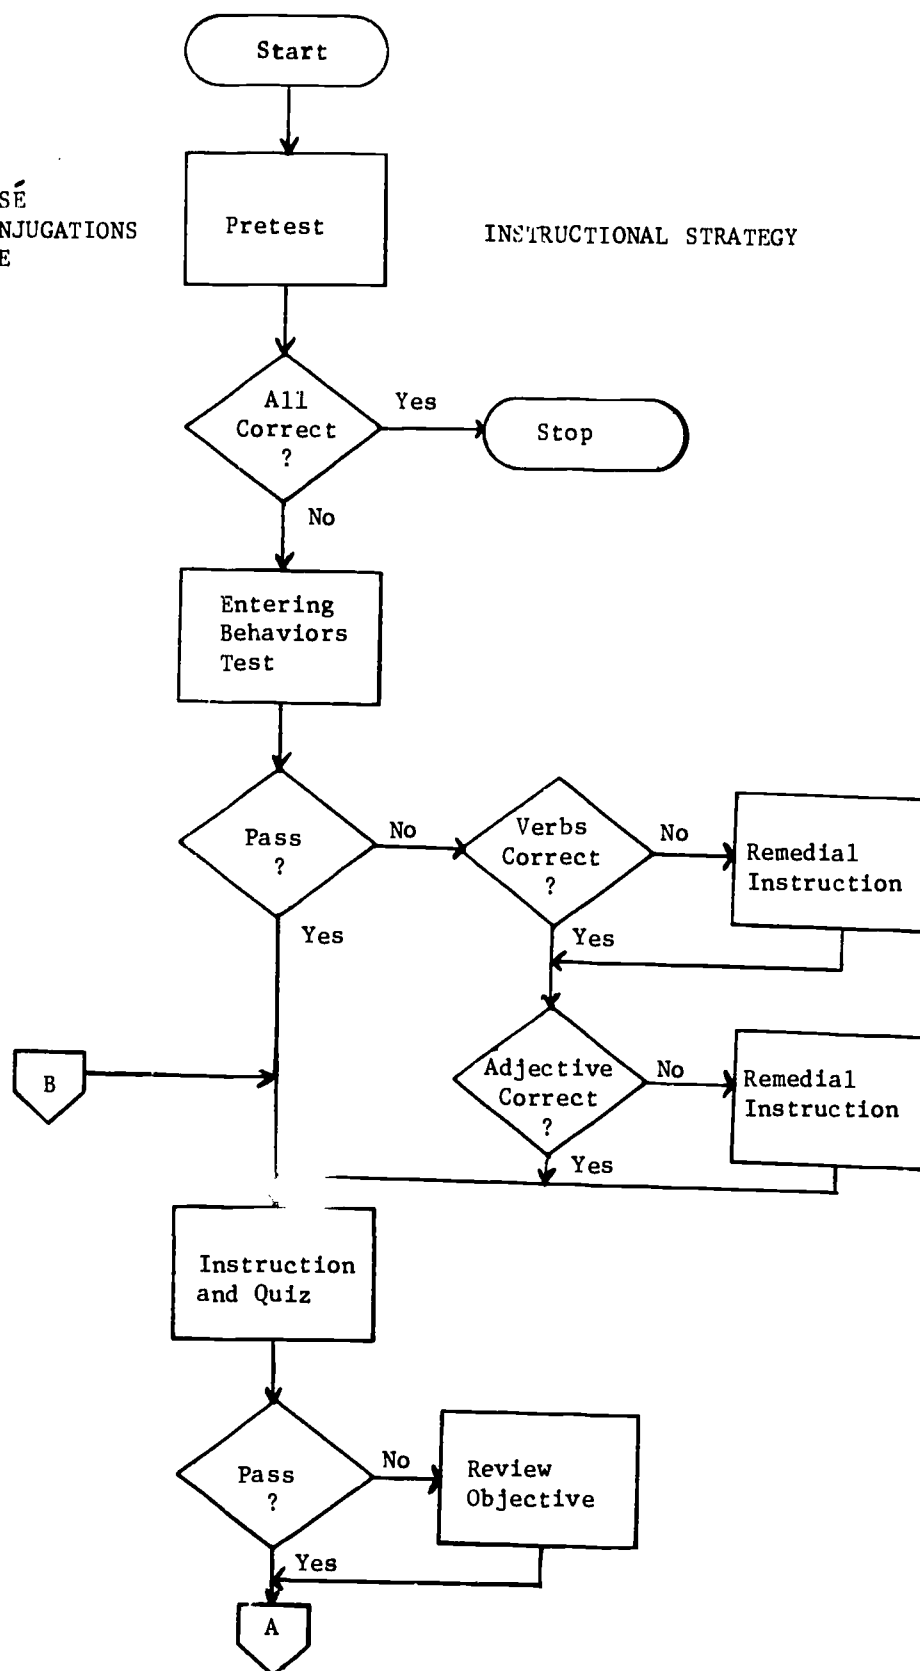 Start
SÉ
NJUGATIONS
E
Pretest
INSTRUCTIONAL STRATEGY
All
Correct
?
Yes
Stop
No
Entering
Behaviors
Test
Pass
?
No
Verbs
Correct
?
No
Remedial
Instruction
Yes
Yes
B
Adjective
Correct
?
No
Remedial
Instruction
Yes
Instruction
and Quiz
Pass
?
No
Review
Objective
Yes
A